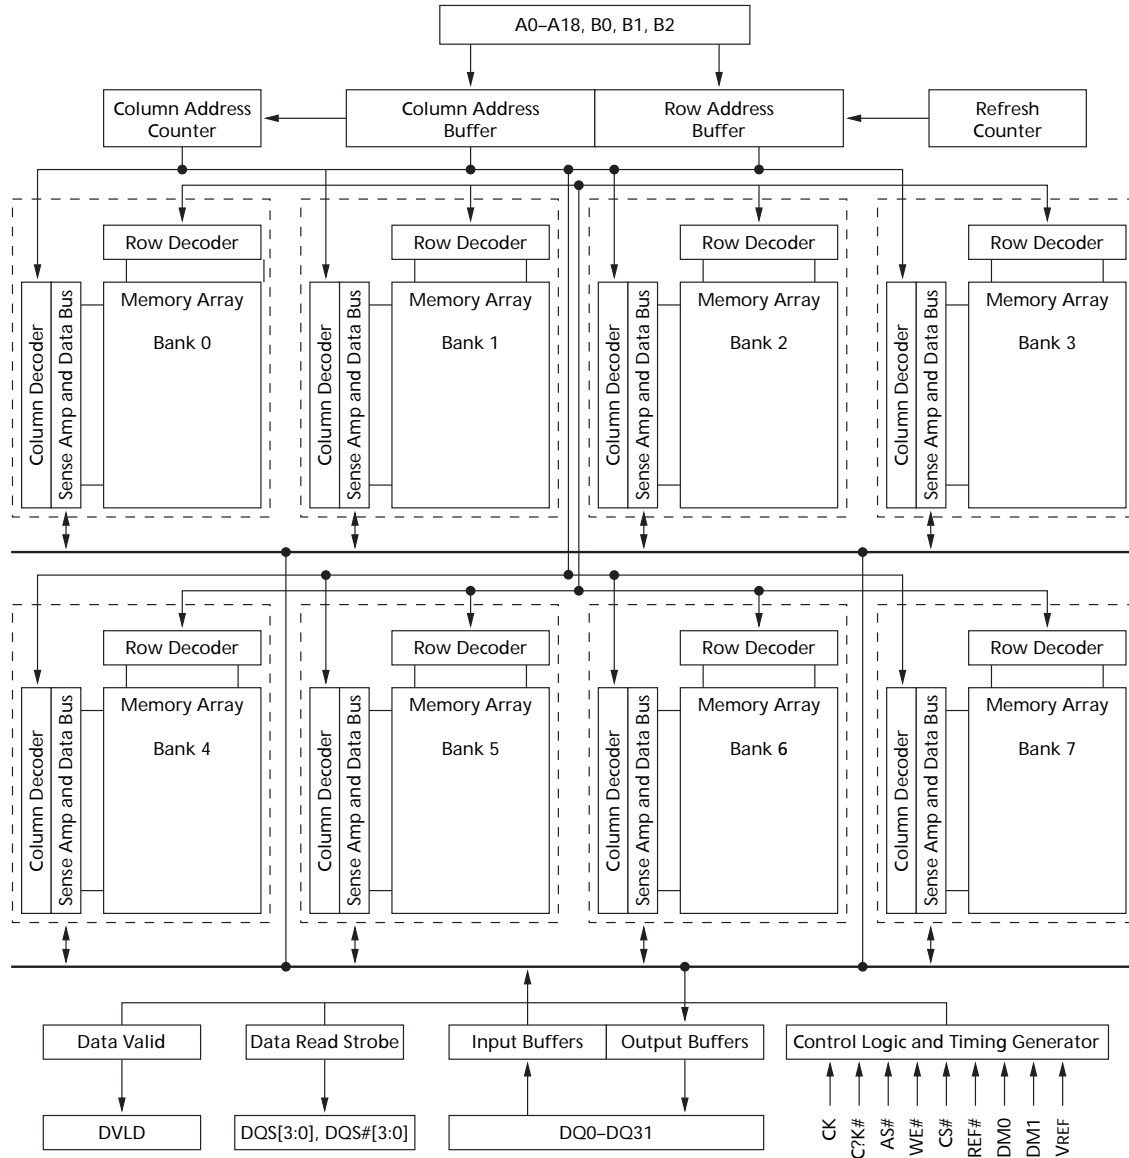 A0–A18, B0, B1, B2
Column Address
Counter
Column Address
Buffer
Row Address
Buffer
Refresh
Counter
Row Decoder
Row Decoder
Row Decoder
Row Decoder
Column Decoder
Sense Amp and Data Bus
Memory Array
Bank 0
Column Decoder
Sense Amp and Data Bus
Memory Array
Bank 1
Column Decoder
Sense Amp and Data Bus
Memory Array
Bank 2
Column Decoder
Sense Amp and Data Bus
Memory Array
Bank 3
Row Decoder
Row Decoder
Row Decoder
Row Decoder
Column Decoder
Sense Amp and Data Bus
Memory Array
Bank 4
Column Decoder
Sense Amp and Data Bus
Memory Array
Bank 5
Column Decoder
Sense Amp and Data Bus
Memory Array
Bank 6
Column Decoder
Sense Amp and Data Bus
Memory Array
Bank 7
Data Valid
Data Read Strobe
Input Buffers
Output Buffers
Control Logic and Timing Generator
DVLD
DQS[3:0], DQS#[3:0]
DQ0–DQ31
CK
C?K#
AS#
WE#
CS#
REF#
DM0
DM1
VREF